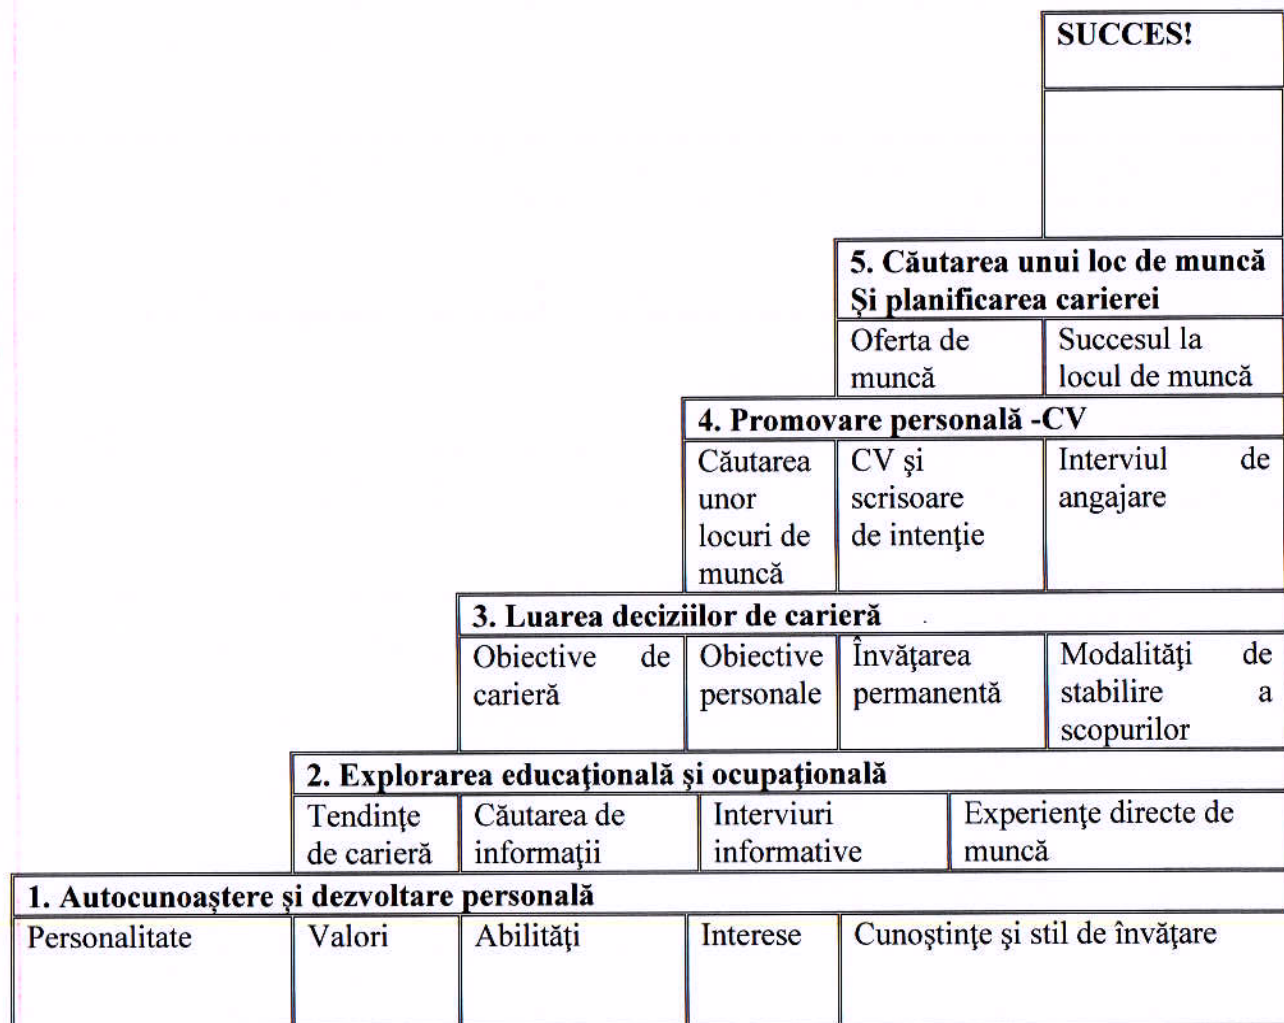 SUCCES!
5. Căutarea unui loc de muncă
Și planificarea carierei
Oferta de muncă
Succesul la locul de muncă
4. Promovare personală -CV
Căutarea unor locuri de muncă
CV şi scrisoare de intenţie
Interviul de angajare
3. Luarea deciziilor de carieră
Obiective de carieră
Obiective personale
Învăţarea permanentă
Modalităţi de stabilire a scopurilor
2. Explorarea educaţională şi ocupaţională
Tendinţe de carieră
Căutarea de informaţii
Interviuri informative
Experienţe directe de muncă
1. Autocunoaştere şi dezvoltare personală
Personalitate
Valori
Abilităţi
Interese
Cunoştinţe şi stil de învăţare